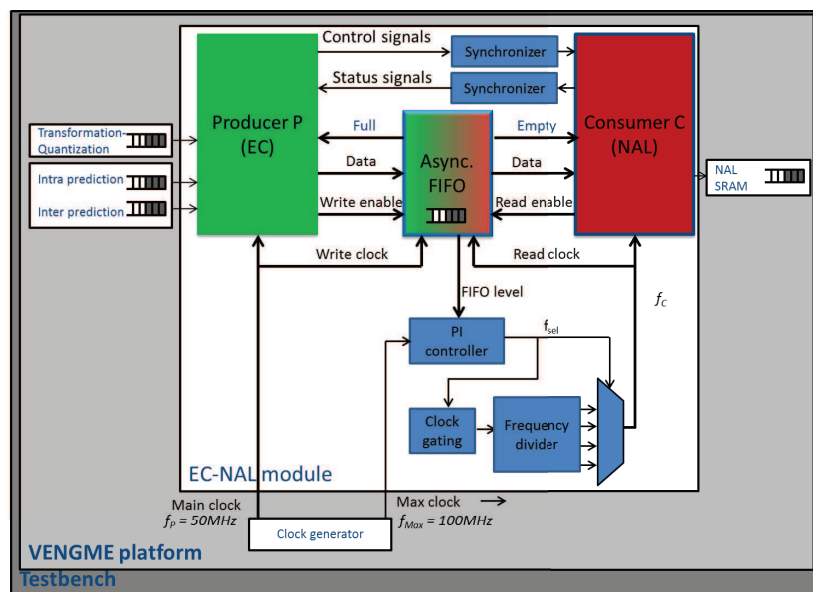 Control signals
Synchronizer
Status signals
Synchronizer
Producer P
(EC)
Consumer C
(NAL)
Transformation-
Quantization
Intra prediction
Inter prediction
Full
Empty
Data
Async.
FIFO
Data
Write enable
Read enable
NAL
SRAM
Write clock
Read clock
FIFO level
f_C
PI
controller
f_sel
Clock
gating
Frequency
divider
EC-NAL module
Main clock
f_P = 50MHz
Max clock
f_Max = 100MHz
Clock generator
VENGME platform
Testbench